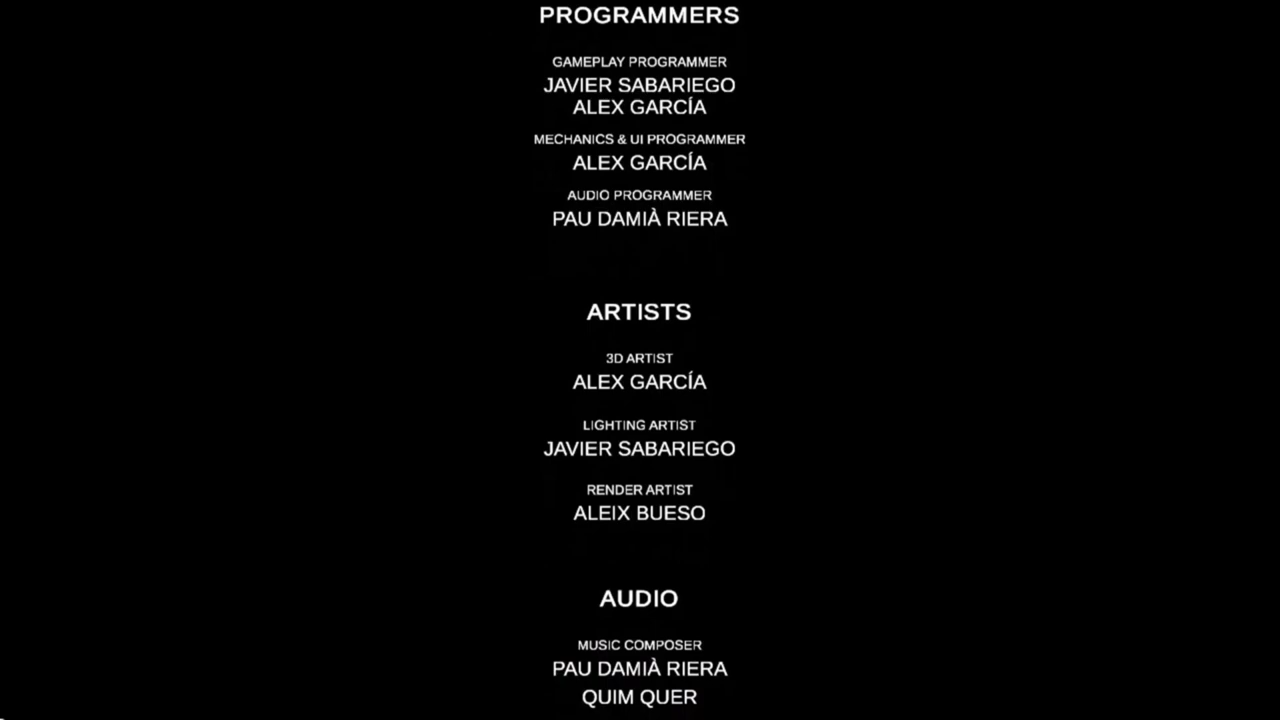 PROGRAMMERS
GAMEPLAY PROGRAMMER
JAVIER SABARIEGO
ALEX GARCÍA
MECHANICS & UI PROGRAMMER
ALEX GARCÍA
AUDIO PROGRAMMER
PAU DAMIÀ RIERA
ARTISTS
3D ARTIST
ALEX GARCÍA
LIGHTING ARTIST
JAVIER SABARIEGO
RENDER ARTIST
ALEIX BUESO
AUDIO
MUSIC COMPOSER
PAU DAMIÀ RIERA
QUIM QUER